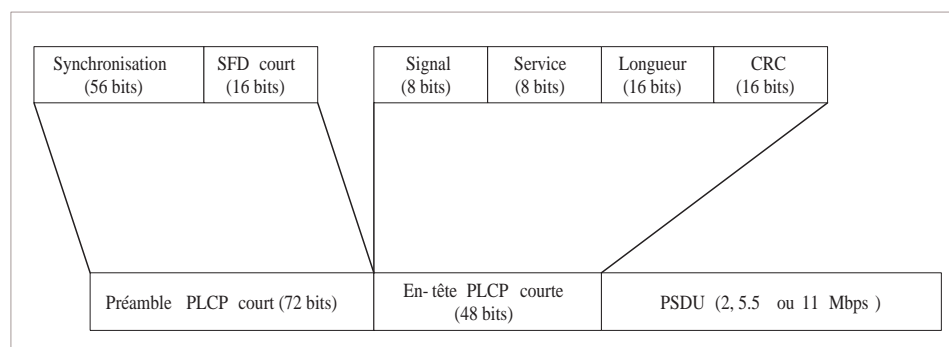 Synchronisation
(56 bits)
SFD court
(16 bits)
Signal
(8 bits)
Service
(8 bits)
Longueur
(16 bits)
CRC
(16 bits)
Préamble PLCP court (72 bits)
En-tête PLCP courte
(48 bits)
PSDU (2, 5.5 ou 11 Mbps )